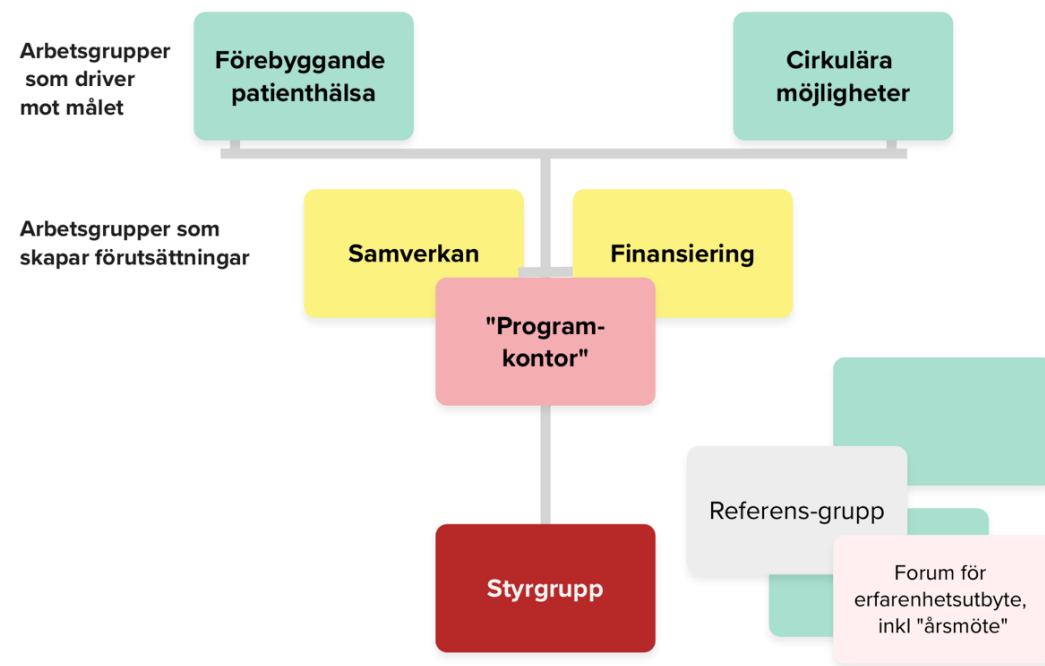 Arbetsgrupper
som driver
mot målet
Förebyggande
patienthälsa
Cirkulära
möjligheter
Arbetsgrupper som
skapar förutsättningar
Samverkan
Finansiering
"Program-
kontor"
Referens-grupp
Styrgrupp
Forum för
erfarenhetsutbyte,
inkl "årsmöte"